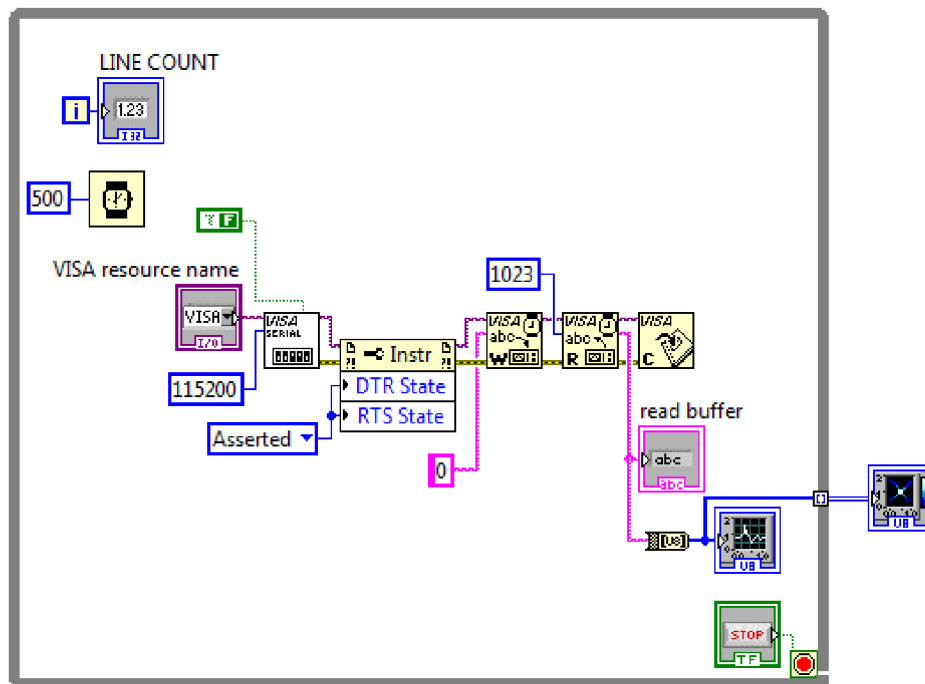 LINE COUNT
i
1.23
I32
500
F
VISA resource name
VISA
I/O
115200
VISA
SERIAL
Instr
DTR State
RTS State
Asserted
0
1023
VISA
abc
W
VISA
abc
R
VISA
C
read buffer
abc
abc
[U8]
U8
U8
STOP
TF